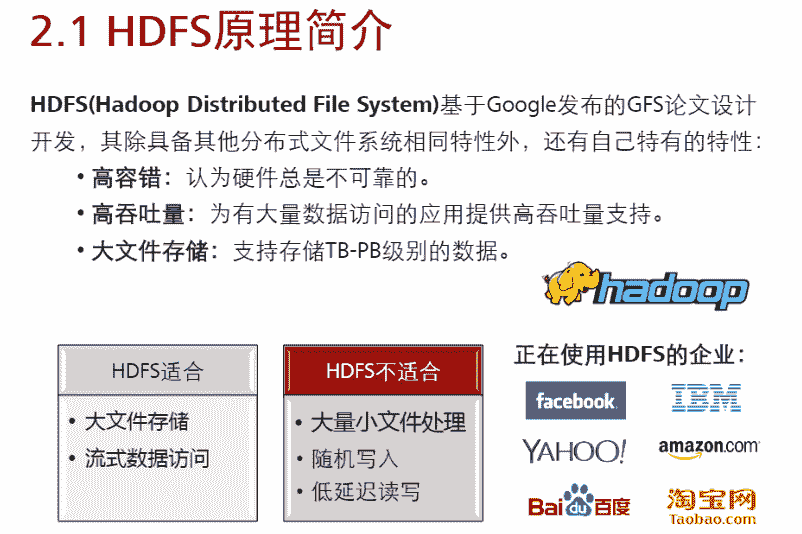 2.1 HDFS原理简介
HDFS(Hadoop Distributed File System)基于Google发布的GFS论文设计
开发，其除具备其他分布式文件系统相同特性外，还有自己特有的特性：
• 高容错：认为硬件总是不可靠的。
• 高吞吐量：为有大量数据访问的应用提供高吞吐量支持。
• 大文件存储：支持存储TB-PB级别的数据。
hadoop
HDFS适合
• 大文件存储
• 流式数据访问
HDFS不适合
• 大量小文件处理
• 随机写入
• 低延迟读写
正在使用HDFS的企业：
facebook.
IBM
YAHOO!
amazon.com
Bai du 百度
淘宝网
Taobao.com